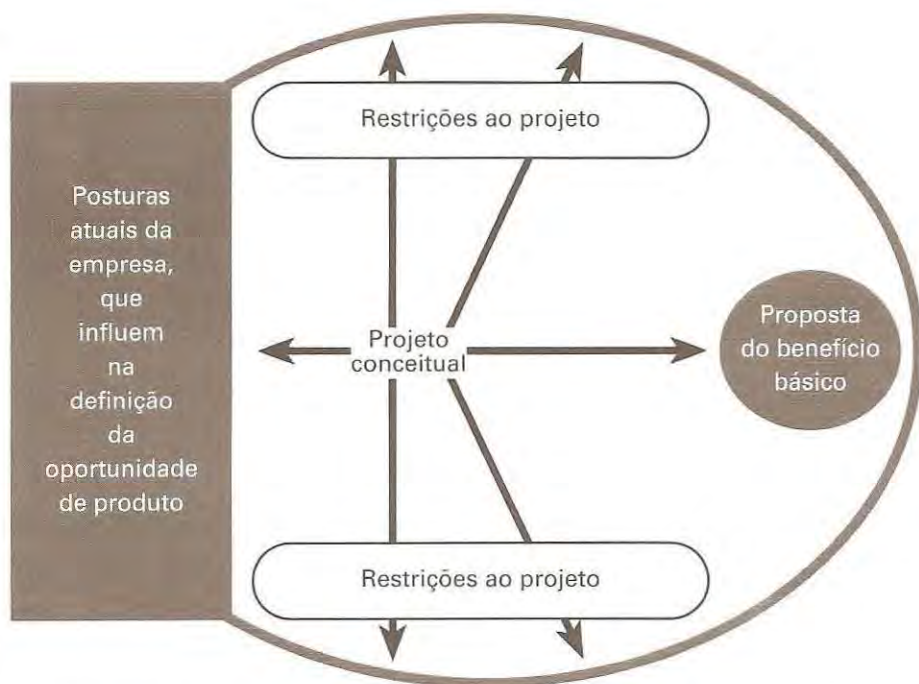 Restrições ao projeto
Posturas
atuais da
empresa,
que
influem
na
definição
da
oportunidade
de produto
Projeto
conceitual
Proposta
do benefício
básico
Restrições ao projeto